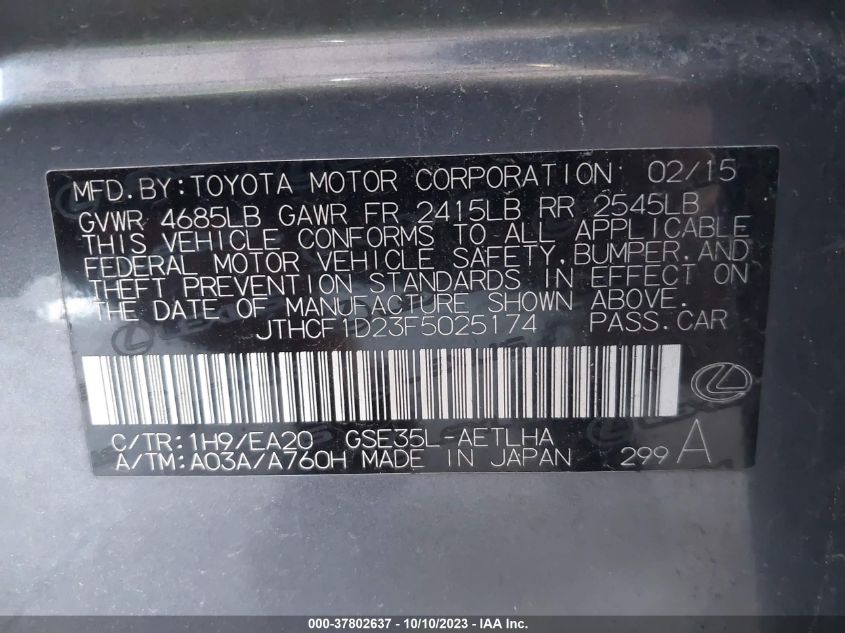 MFD.BY:TOYOTA MOTOR CORPORATION 02/15
GVWR 4685LB GAWR FR 2415LB RR 2545LB
THIS VEHICLE CONFORMS TO ALL APPLICABLE
FEDERAL MOTOR VEHICLE SAFETY,BUMPER,AND
THEFT PREVENTION STANDARDS IN EFFECT ON
THE DATE OF MANUFACTURE SHOWN ABOVE.
JTHCF1D23F5025174 PASS.CAR
C/TR:1H9/EA20 GSE35L-AETLHA
A/TM:A03A/A760H MADE IN JAPAN 299 A
000-37802637 - 10/10/2023 - IAA Inc.